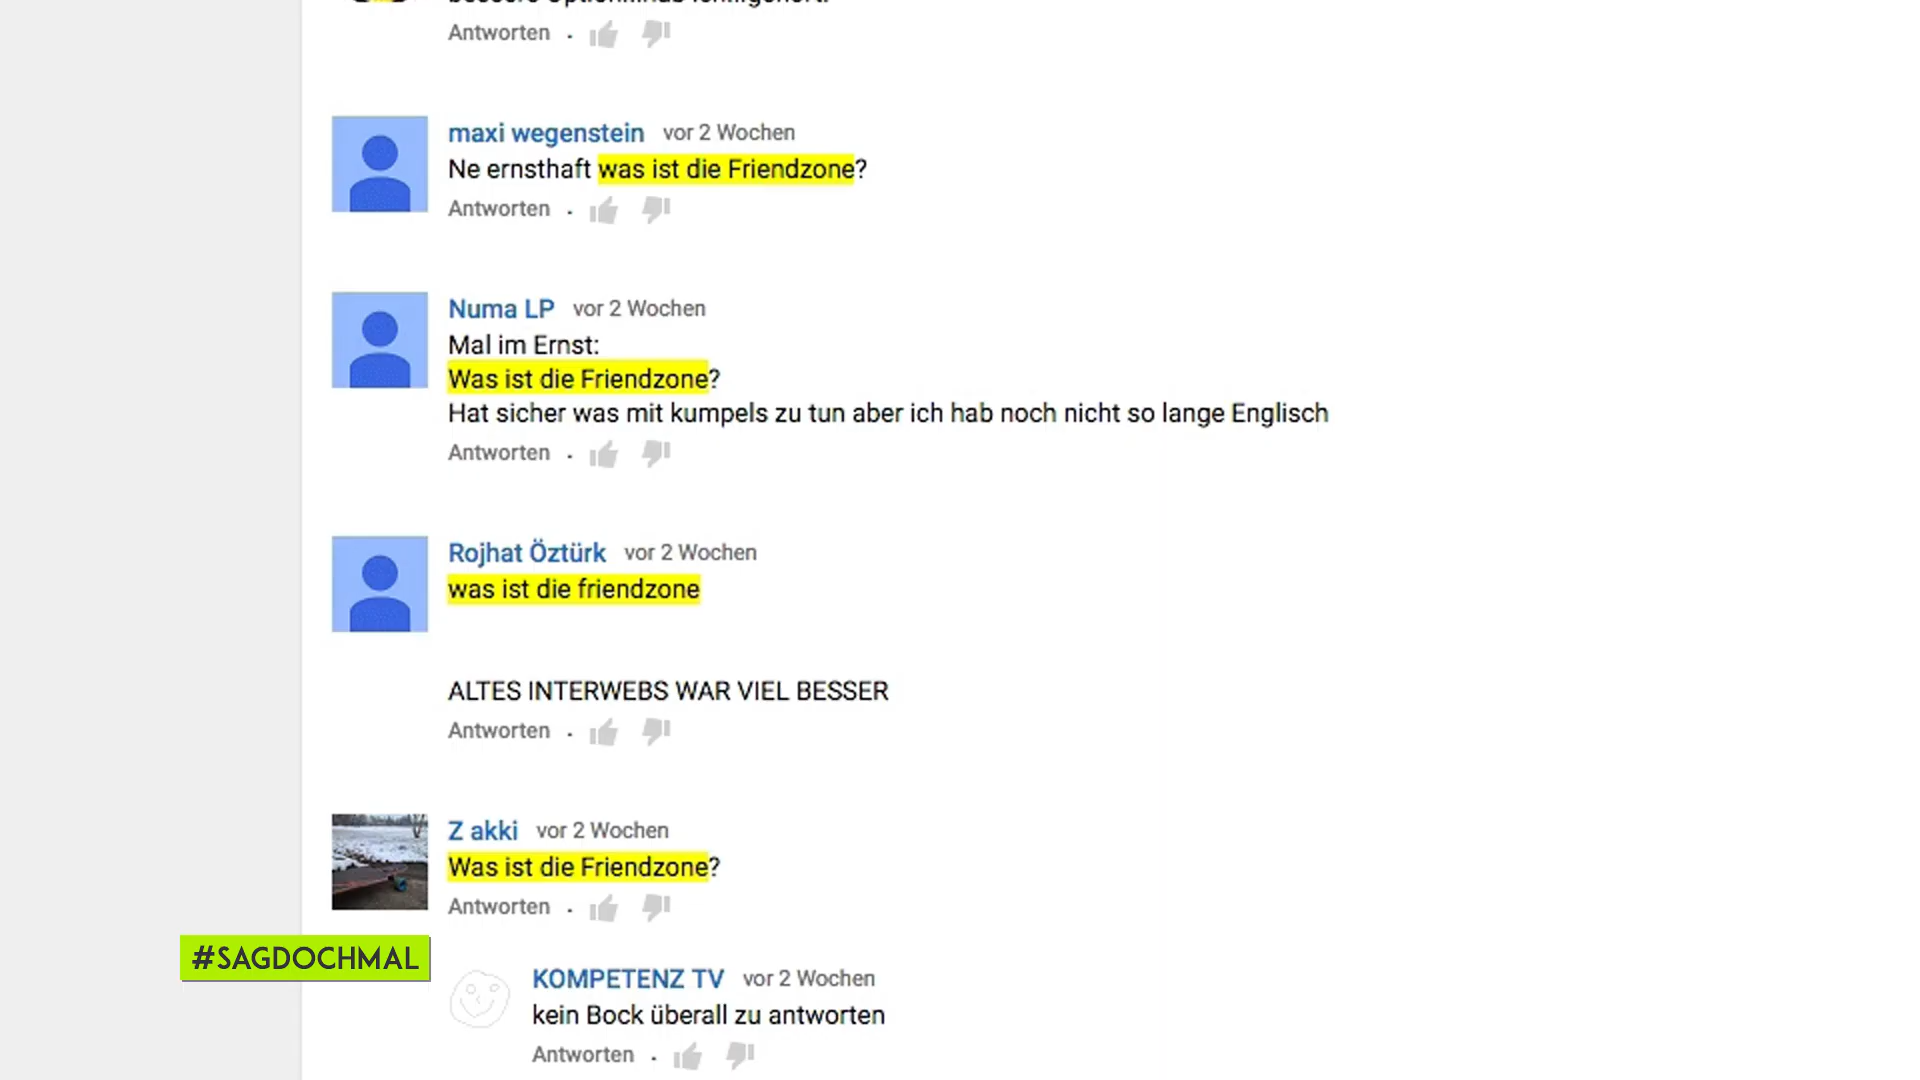 Antworten .
maxi wegenstein vor 2 Wochen
Ne ernsthaft was ist die Friendzone?
Antworten .
Numa LP vor 2 Wochen
Mal im Ernst:
Was ist die Friendzone?
Hat sicher was mit kumpels zu tun aber ich hab noch nicht so lange Englisch
Antworten .
Rojhat Öztürk vor 2 Wochen
was ist die friendzone
ALTES INTERWEBS WAR VIEL BESSER
Antworten .
Z akki vor 2 Wochen
Was ist die Friendzone?
Antworten .
#SAGDOCHMAL
KOMPETENZ TV vor 2 Wochen
kein Bock überall zu antworten
Antworten .